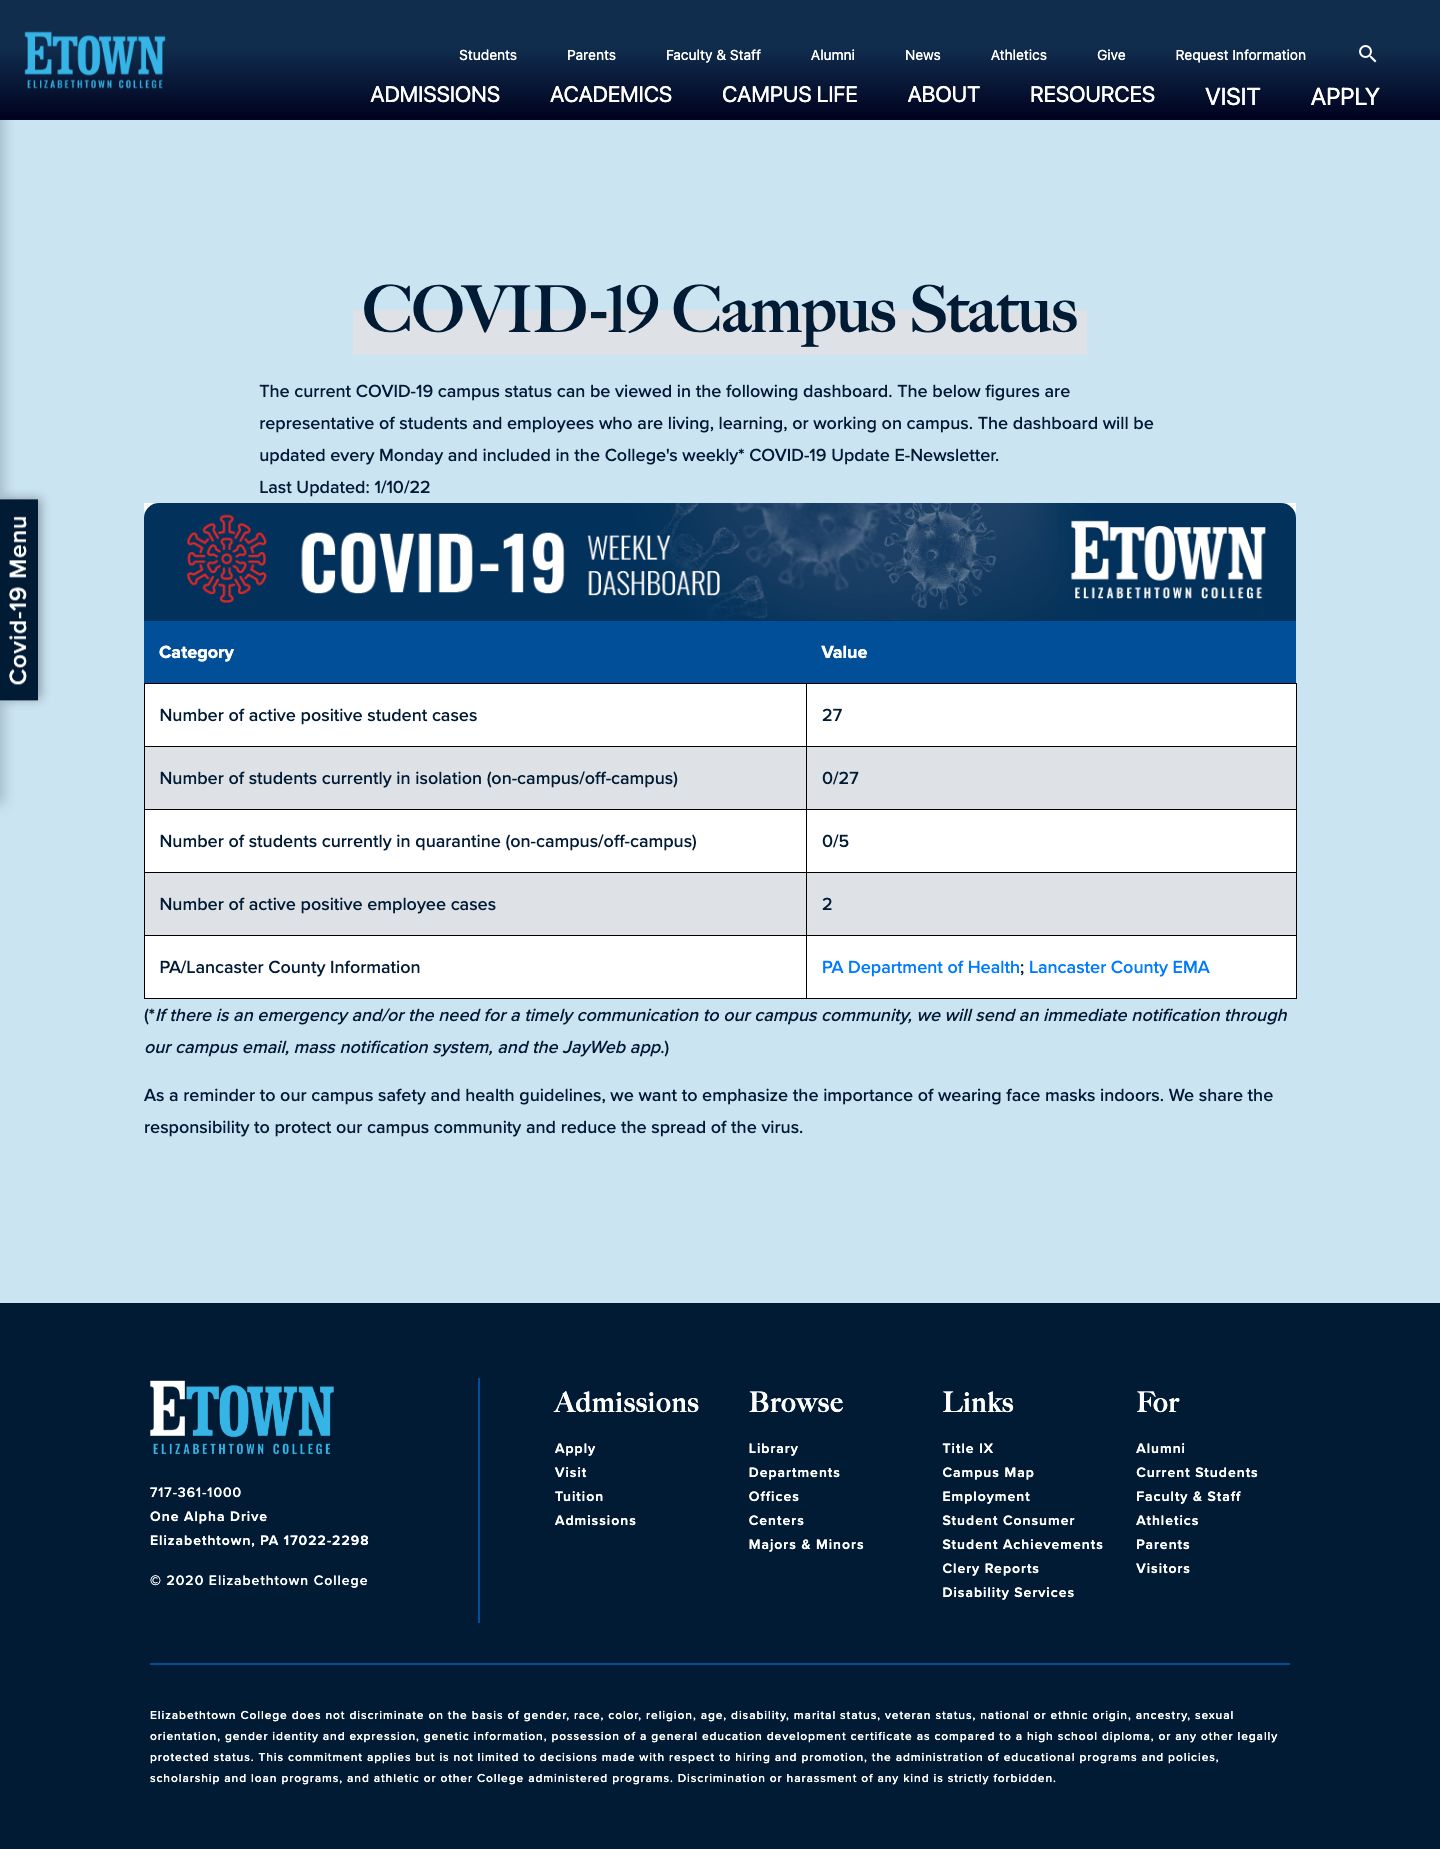 ETOWN
ELIZABETHTOWN COLLEGE
Students Parents Faculty & Staff Alumni News Athletics Give Request Information
ADMISSIONS ACADEMICS CAMPUS LIFE ABOUT RESOURCES VISIT APPLY
COVID-19 Campus Status
The current COVID-19 campus status can be viewed in the following dashboard. The below figures are
representative of students and employees who are living, learning, or working on campus. The dashboard will be
updated every Monday and included in the College's weekly* COVID-19 Update E-Newsletter.
Last Updated: 1/10/22
Covid-19 Menu
COVID-19 WEEKLY DASHBOARD
ETOWN
ELIZABETHTOWN COLLEGE
Category Value
Number of active positive student cases 27
Number of students currently in isolation (on-campus/off-campus) 0/27
Number of students currently in quarantine (on-campus/off-campus) 0/5
Number of active positive employee cases 2
PA/Lancaster County Information PA Department of Health; Lancaster County EMA
(*If there is an emergency and/or the need for a timely communication to our campus community, we will send an immediate notification through
our campus email, mass notification system, and the JayWeb app.)
As a reminder to our campus safety and health guidelines, we want to emphasize the importance of wearing face masks indoors. We share the
responsibility to protect our campus community and reduce the spread of the virus.
ETOWN
ELIZABETHTOWN COLLEGE
717-361-1000
One Alpha Drive
Elizabethtown, PA 17022-2298
© 2020 Elizabethtown College
Admissions
Apply
Visit
Tuition
Admissions
Browse
Library
Departments
Offices
Centers
Majors & Minors
Links
Title IX
Campus Map
Employment
Student Consumer
Student Achievements
Clery Reports
Disability Services
For
Alumni
Current Students
Faculty & Staff
Athletics
Parents
Visitors
Elizabethtown College does not discriminate on the basis of gender, race, color, religion, age, disability, marital status, veteran status, national or ethnic origin, ancestry, sexual
orientation, gender identity and expression, genetic information, possession of a general education development certificate as compared to a high school diploma, or any other legally
protected status. This commitment applies but is not limited to decisions made with respect to hiring and promotion, the administration of educational programs and policies,
scholarship and loan programs, and athletic or other College administered programs. Discrimination or harassment of any kind is strictly forbidden.